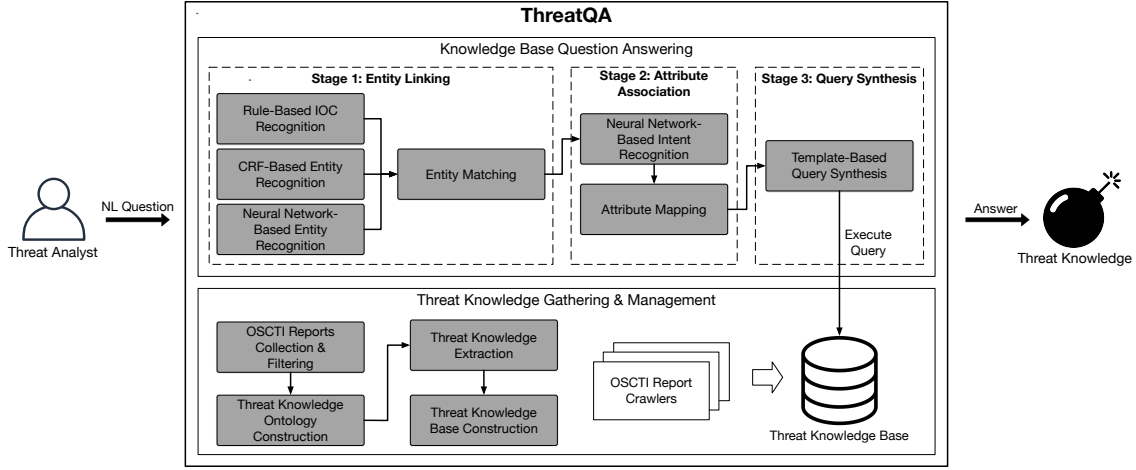 ThreatQA
Knowledge Base Question Answering
Stage 1: Entity Linking
Rule-Based IOC
Recognition
CRF-Based Entity
Recognition
Neural Network-
Based Entity
Recognition
Entity Matching
Stage 2: Attribute
Association
Neural Network-
Based Intent
Recognition
Attribute Mapping
Stage 3: Query Synthesis
Template-Based
Query Synthesis
Execute
Query
NL Question
Threat Analyst
Answer
Threat Knowledge
Threat Knowledge Gathering & Management
OSCTI Reports
Collection &
Filtering
Threat Knowledge
Ontology
Construction
Threat Knowledge
Extraction
Threat Knowledge
Base Construction
OSCTI Report
Crawlers
Threat Knowledge Base